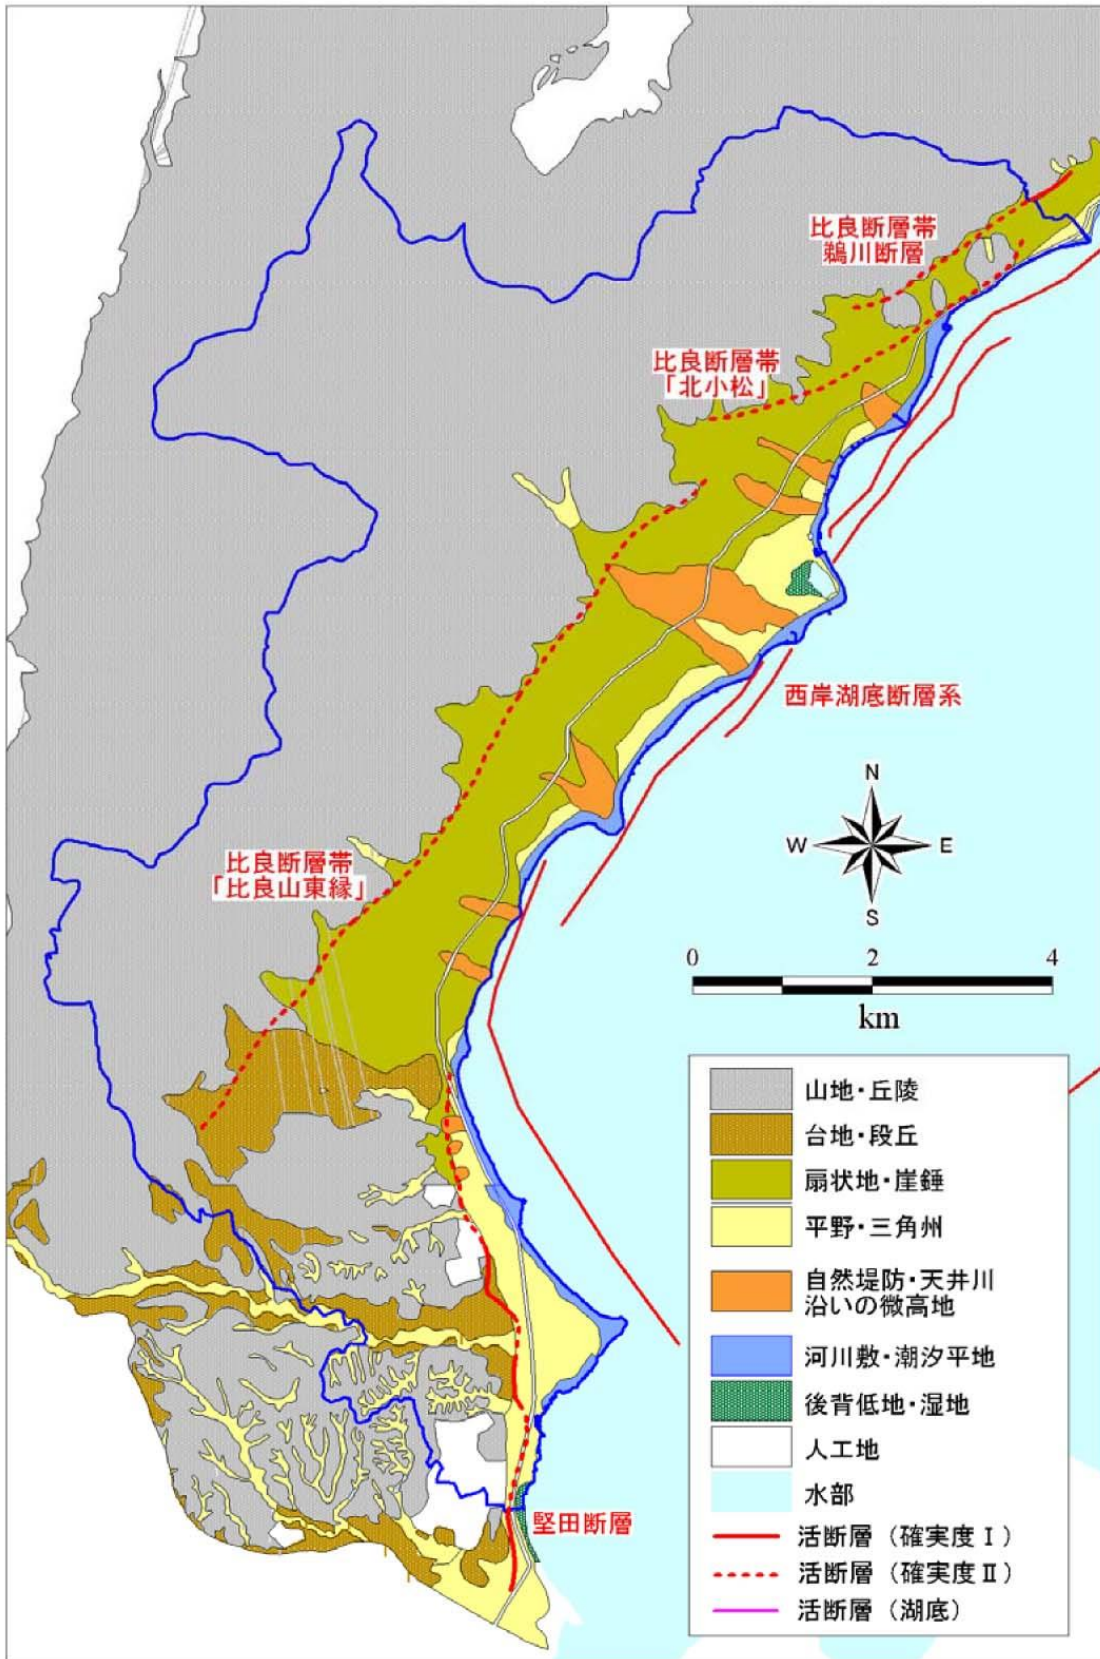 比良断層帯
鵜川断層
比良断層帯
「北小松」
西岸湖底断層系
N
W
E
S
比良断層帯
「比良山東縁」
0 2 4
km
山地・丘陵
台地・段丘
扇状地・崖錘
平野・三角州
自然堤防・天井川
沿いの微高地
河川敷・潮汐平地
後背低地・湿地
人工地
水部
活断層（確実度Ⅰ）
活断層（確実度Ⅱ）
活断層（湖底）
堅田断層